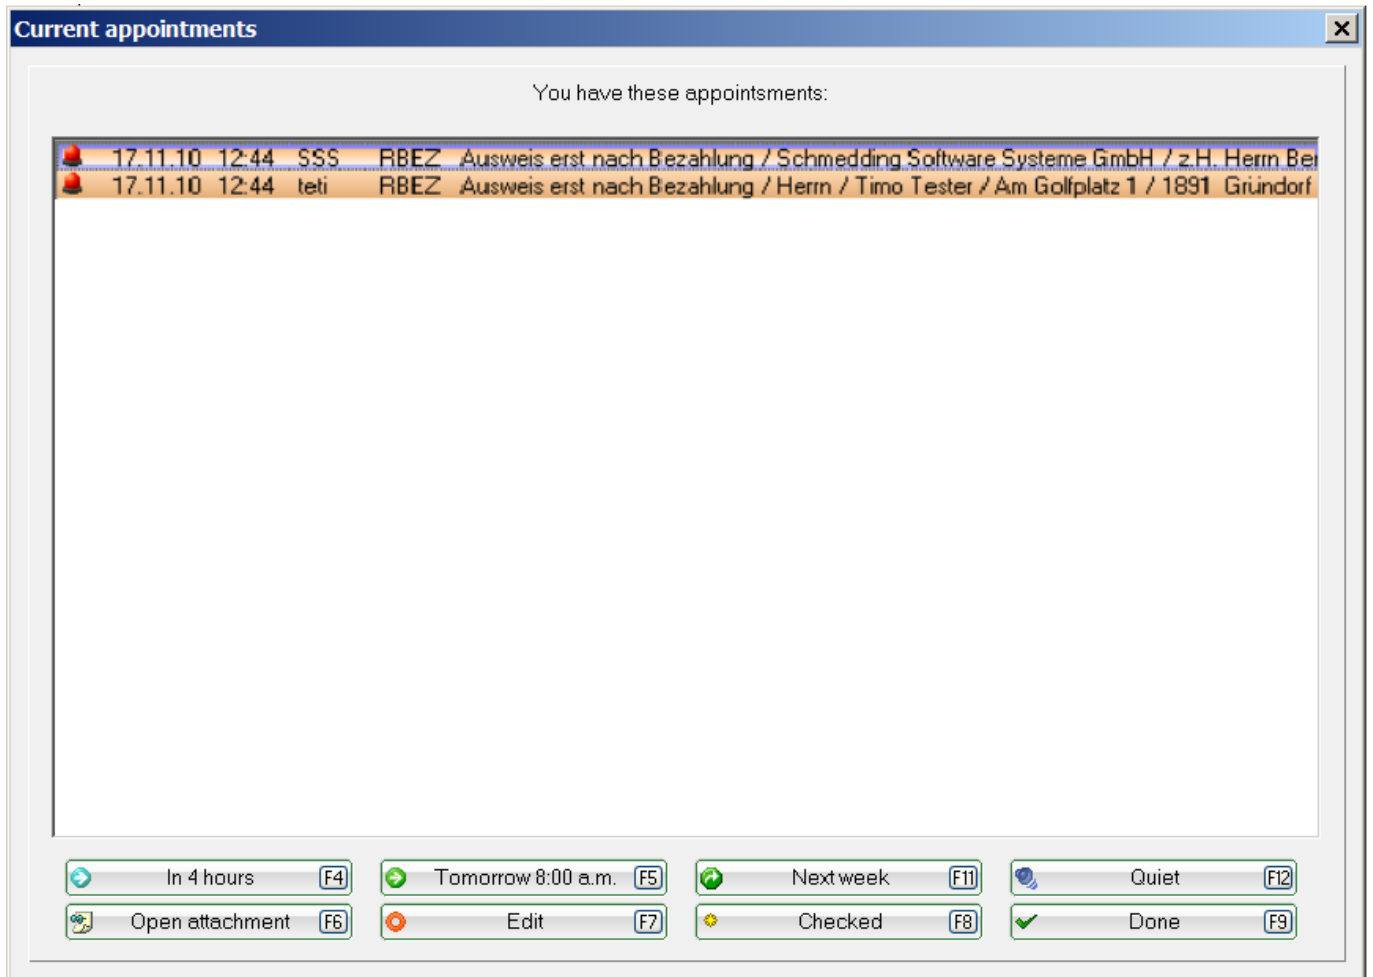 Current appointments
You have these appointsments:
17.11.10 12:44 SSS RBEZ Ausweis erst nach Bezahlung / Schmedding Software Systeme GmbH / z.H. Herrn Ber
17.11.10 12:44 teti RBEZ Ausweis erst nach Bezahlung / Herrn / Timo Tester / Am Golfplatz 1 / 1891 Gründorf
In 4 hours F4 Tomorrow 8:00 a.m. F5 Next week F11 Quiet F12
Open attachment F6 Edit F7 Checked F8 Done F9